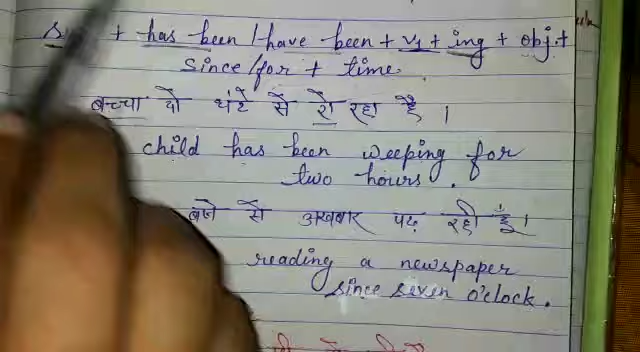 + has been / have been + v1 + ing + obj. +
since/for + time.
बच्चा दो घंटे से रो रहा है ।
child has been weeping for
two hours.
बजे से अखबार पढ़ रही हूँ।
reading a newspaper
since seven o'clock.